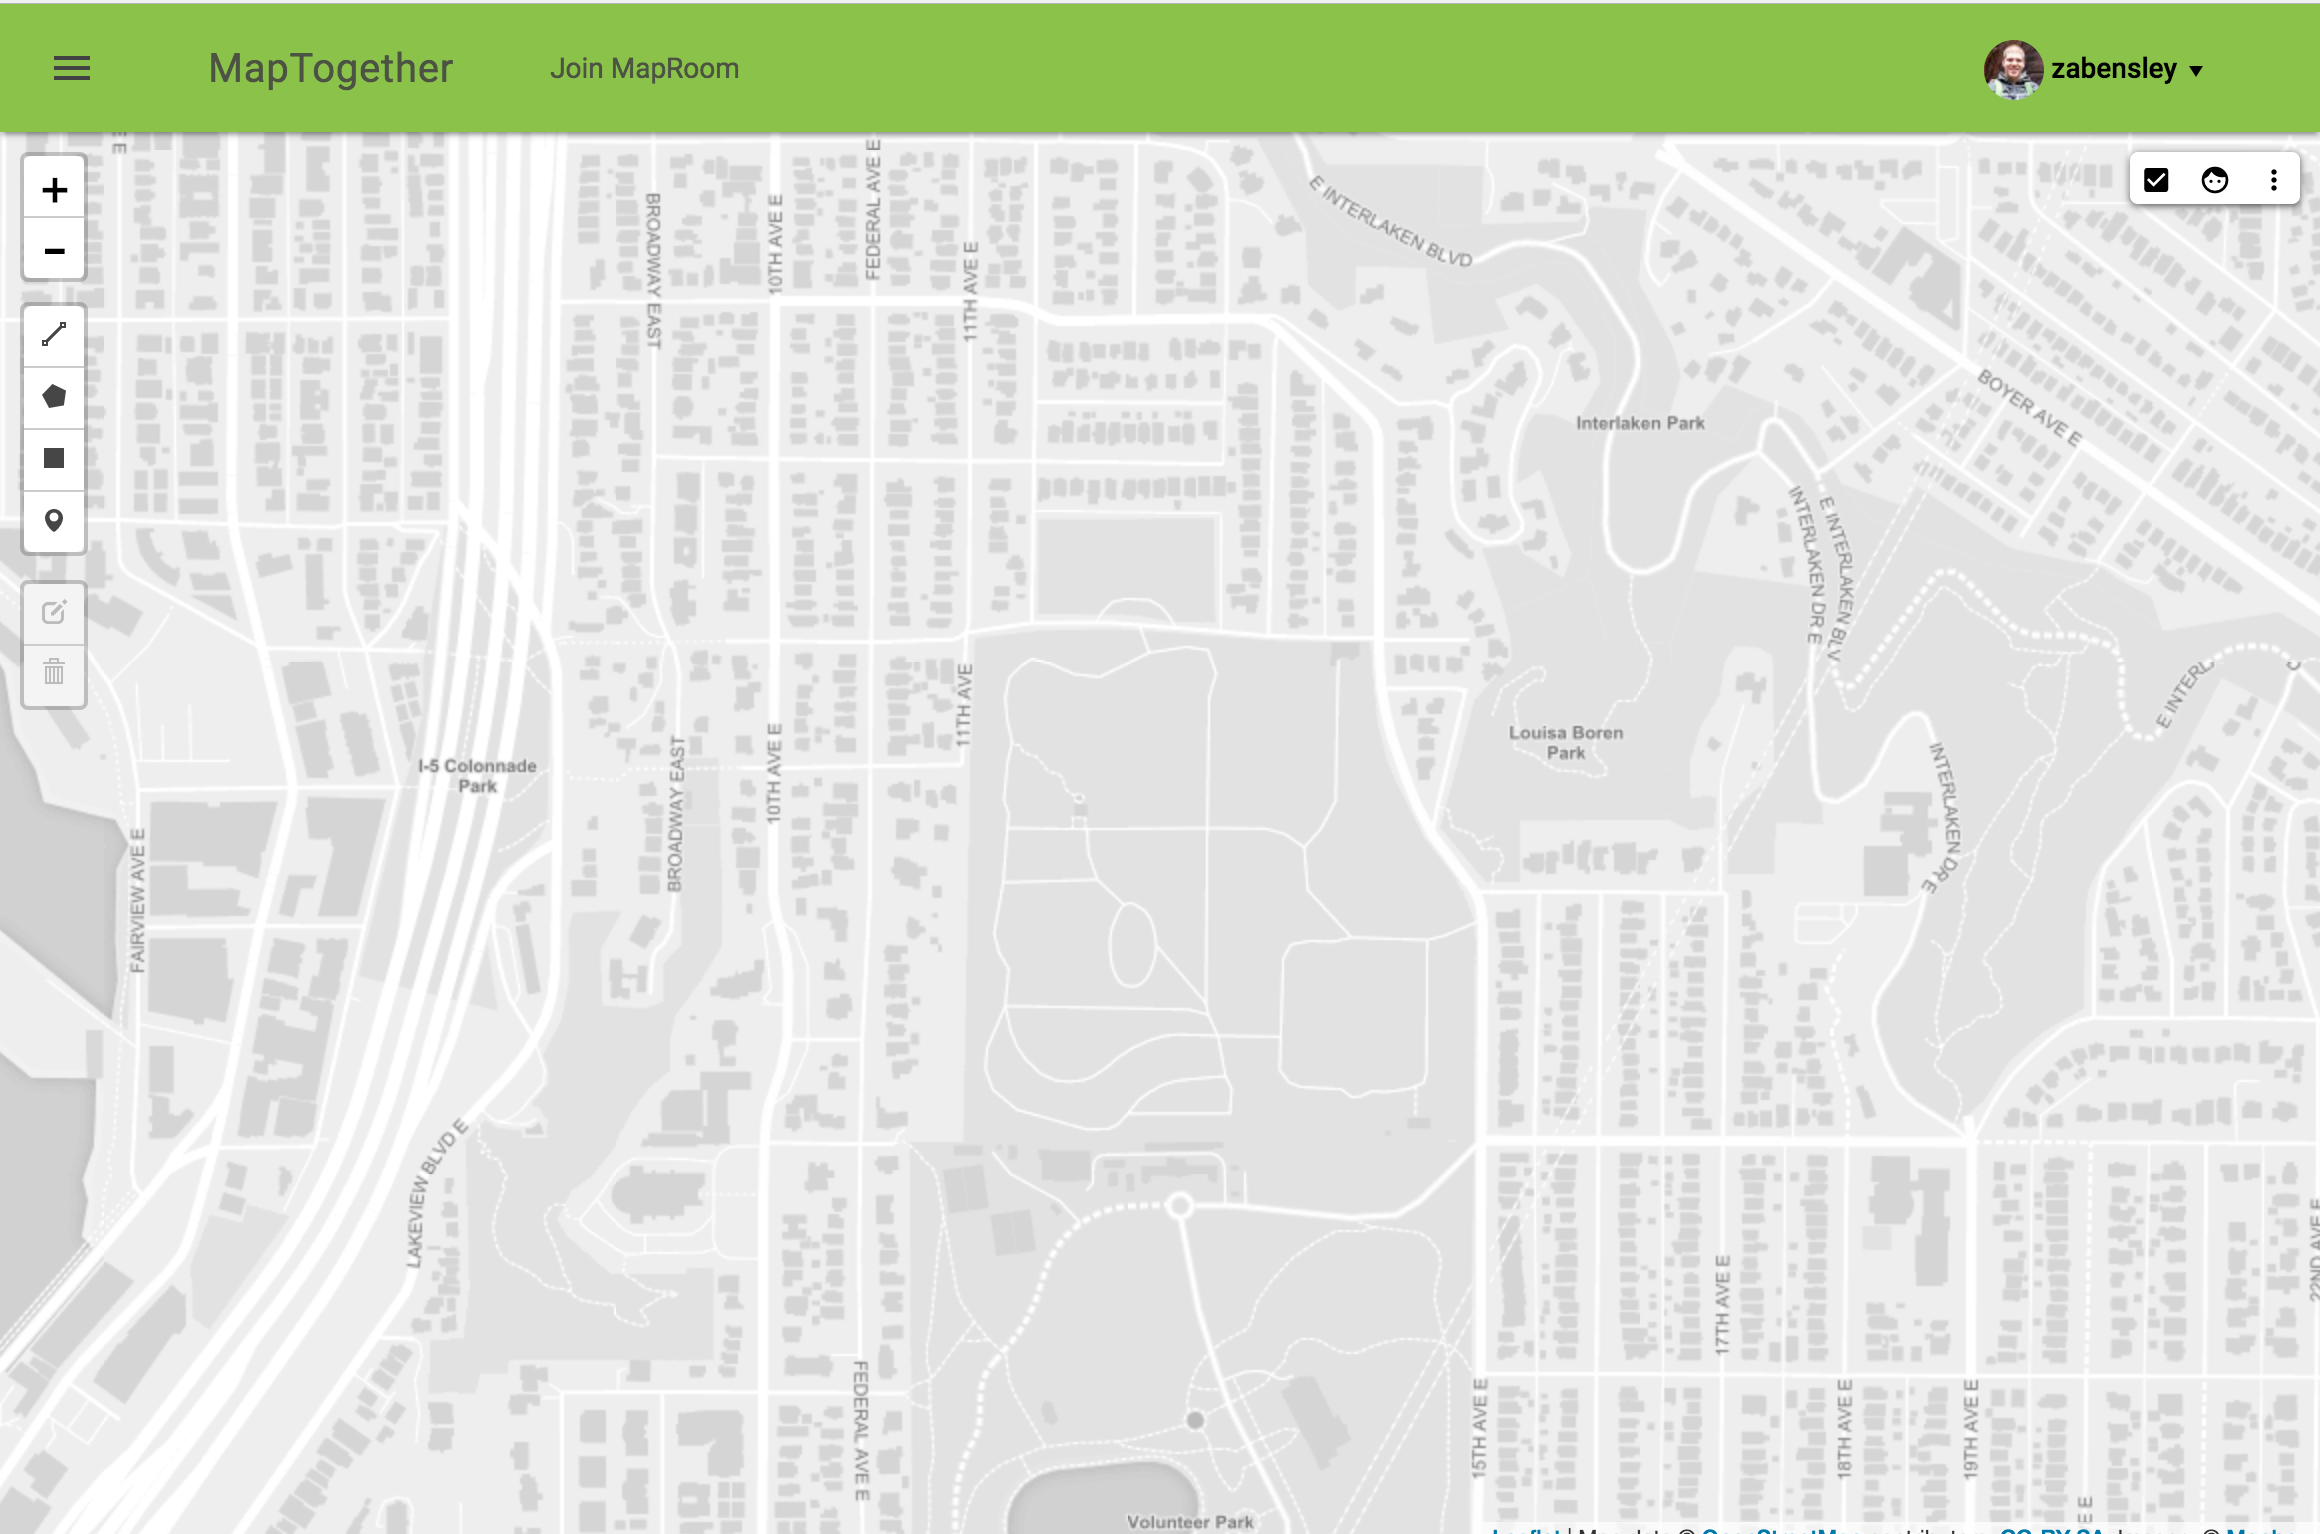 MapTogether
Join MapRoom
zabensley
BROADWAY EAST
10TH AVE E
FEDERAL AVE E
11TH AVE E
E INTERLAKEN BLVD
BOYER AVE E
Interlaken Park
INTERLAKEN DR E
E INTERLAKEN BLV
E INTERL
11TH AVE
Louisa Boren
Park
I-5 Colonnade
Park
BROADWAY EAST
10TH AVE E
INTERLAKEN DR E
FAIRVIEW AVE E
LAKEVIEW BLVD E
17TH AVE E
22ND AVE E
FEDERAL AVE E
15TH AVE E
18TH AVE E
19TH AVE E
E
Volunteer Park